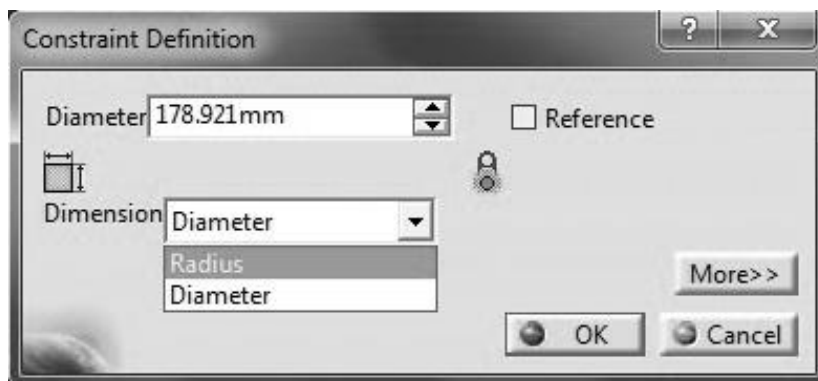 Constraint Definition
? X
Diameter 178.921mm
Reference
Dimension Diameter
Radius
Diameter
More>>
OK Cancel